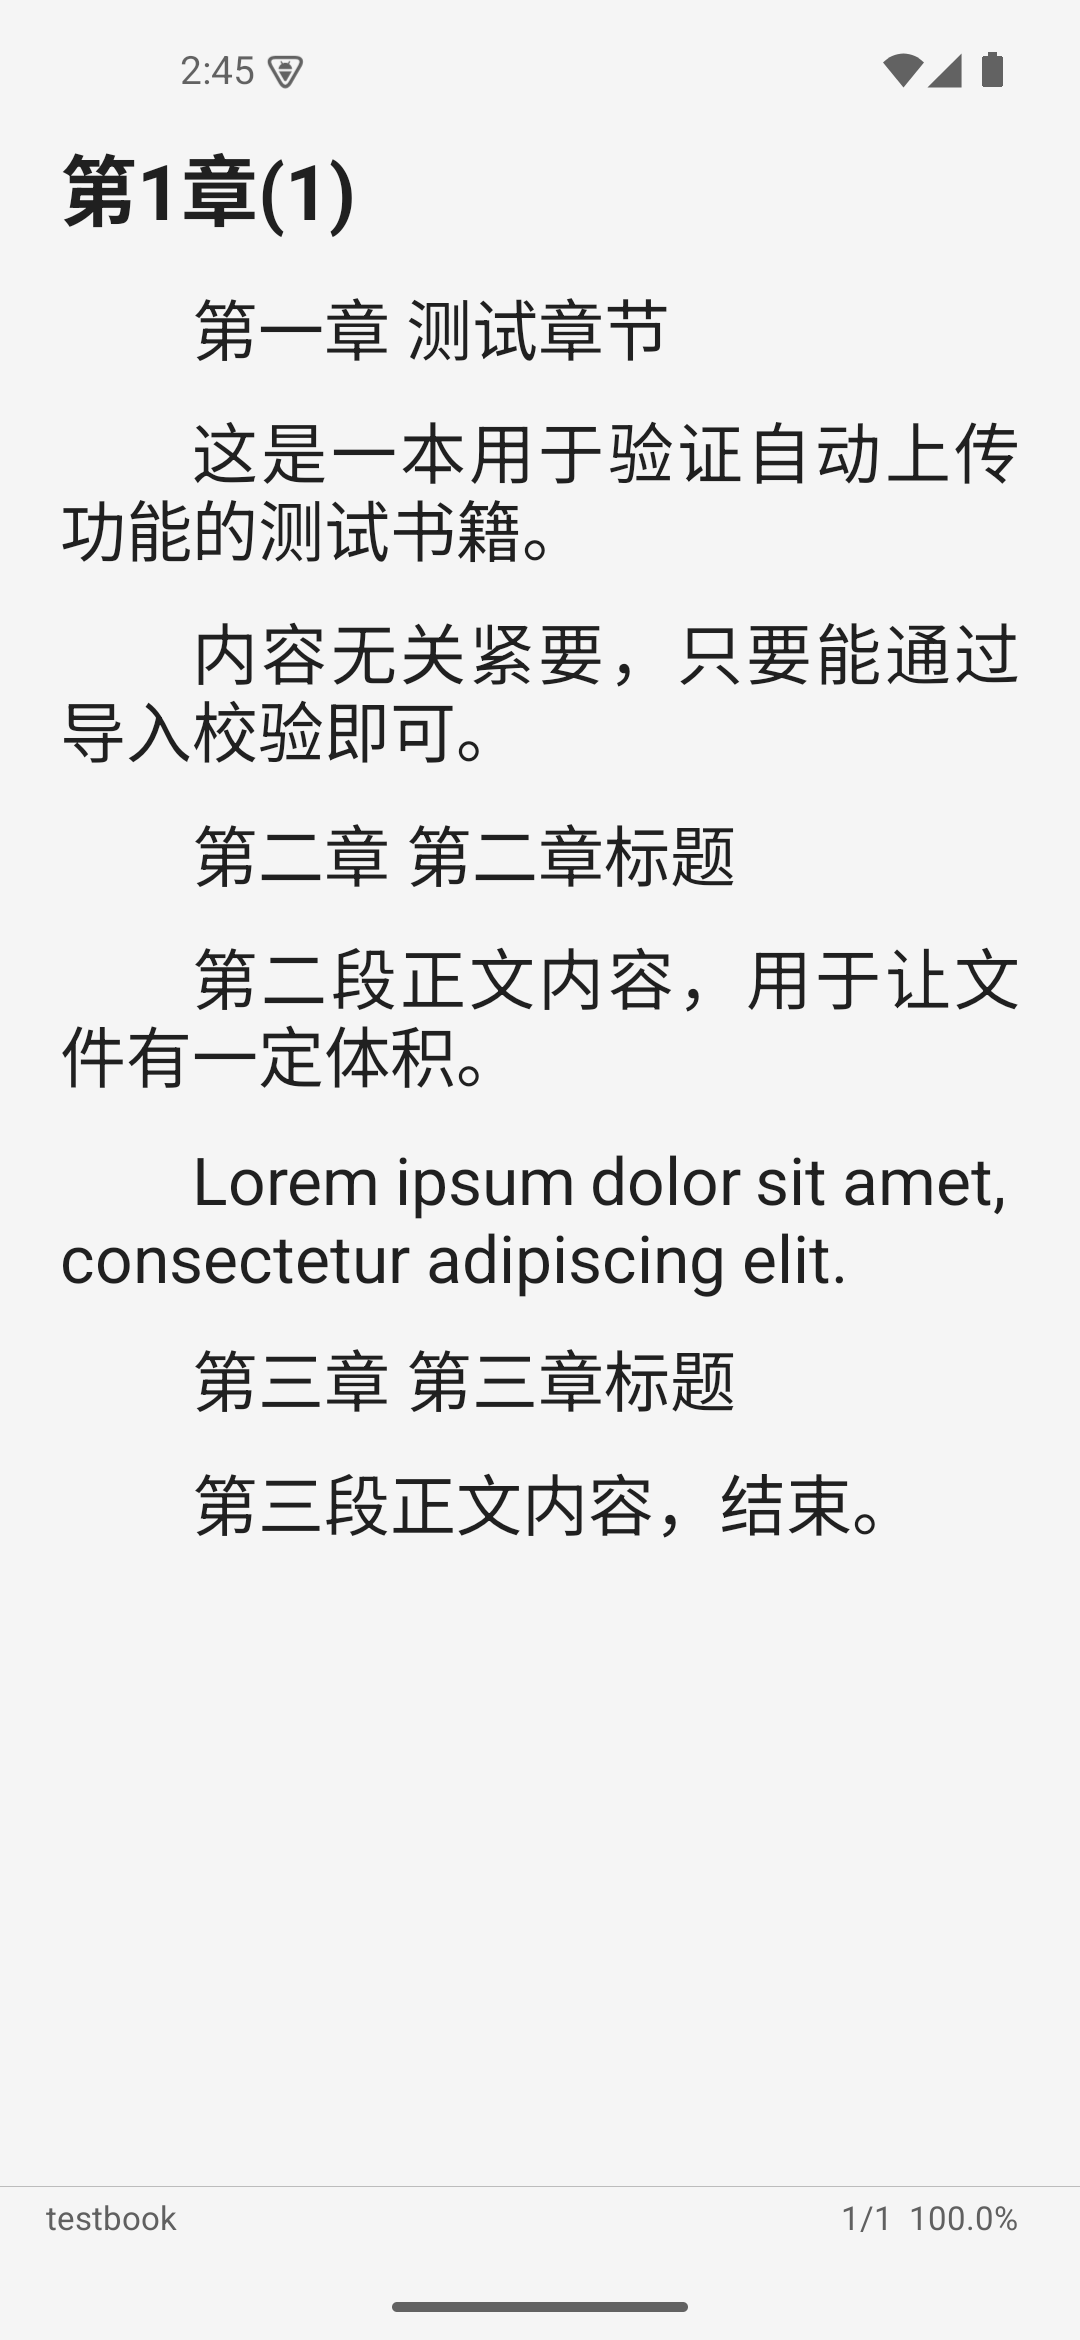 2:45
第1章(1)
第一章 测试章节
这是一本用于验证自动上传
功能的测试书籍。
内容无关紧要，只要能通过
导入校验即可。
第二章 第二章标题
第二段正文内容，用于让文
件有一定体积。
Lorem ipsum dolor sit amet,
consectetur adipiscing elit.
第三章 第三章标题
第三段正文内容，结束。
testbook 1/1 100.0%